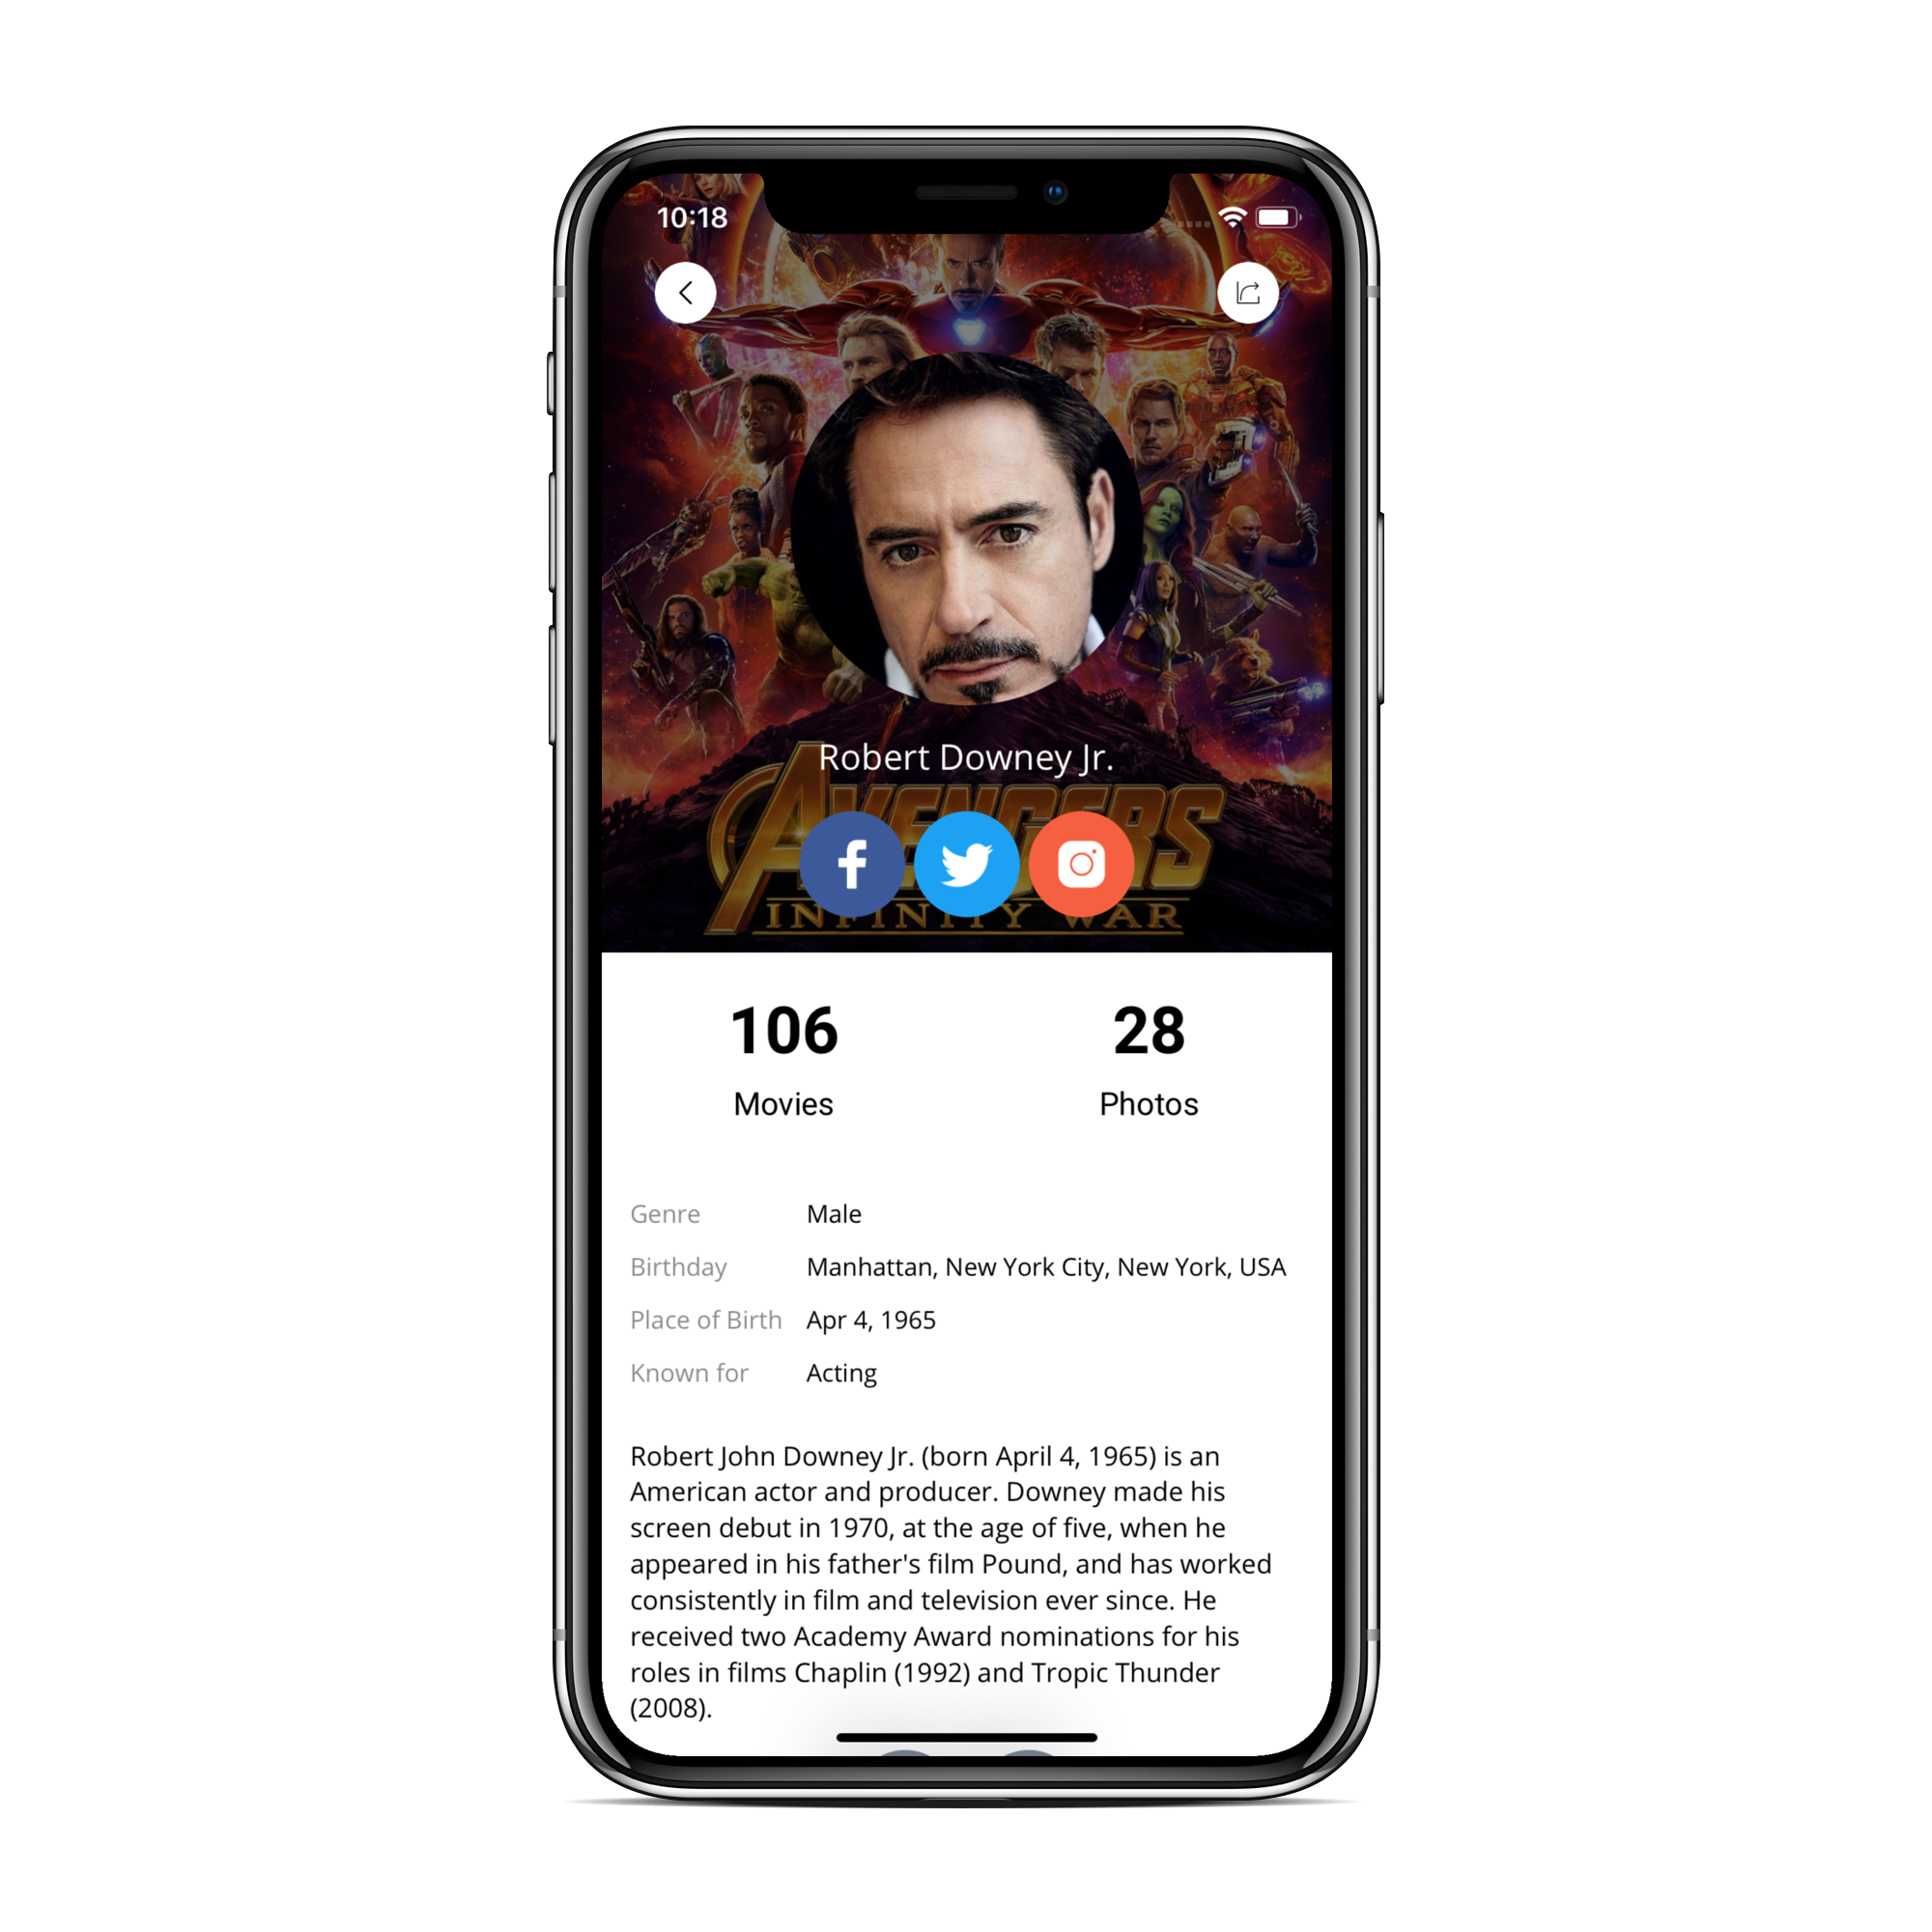 10:18
Robert Downey Jr.
AVENGERS
INFINITY WAR
106
28
Movies
Photos
Genre Male
Birthday Manhattan, New York City, New York, USA
Place of Birth Apr 4, 1965
Known for Acting
Robert John Downey Jr. (born April 4, 1965) is an
American actor and producer. Downey made his
screen debut in 1970, at the age of five, when he
appeared in his father's film Pound, and has worked
consistently in film and television ever since. He
received two Academy Award nominations for his
roles in films Chaplin (1992) and Tropic Thunder
(2008).